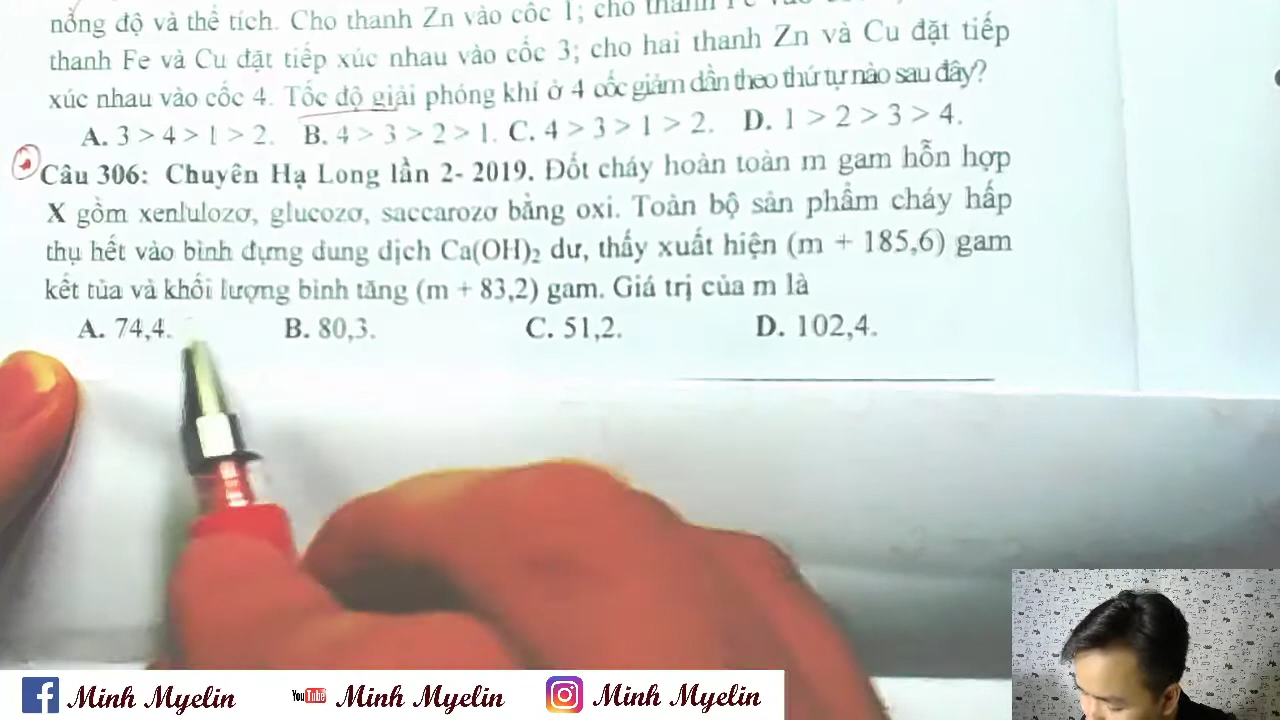 nồng độ và thể tích. Cho thanh Zn vào cốc 1; cho thanh Fe vào
thanh Fe và Cu đặt tiếp xúc nhau vào cốc 3; cho hai thanh Zn và Cu đặt tiếp
xúc nhau vào cốc 4. Tốc độ giải phóng khí ở 4 cốc giảm dần theo thứ tự nào sau đây?
A. 3 > 4 > 1 > 2. B. 4 > 3 > 2 > 1. C. 4 > 3 > 1 > 2. D. 1 > 2 > 3 > 4.
Câu 306: Chuyên Hạ Long lần 2- 2019. Đốt cháy hoàn toàn m gam hỗn hợp
X gồm xenlulozơ, glucozơ, saccarozơ bằng oxi. Toàn bộ sản phẩm cháy hấp
thụ hết vào bình đựng dung dịch Ca(OH)₂ dư, thấy xuất hiện (m + 185,6) gam
kết tủa và khối lượng bình tăng (m + 83,2) gam. Giá trị của m là
A. 74,4. B. 80,3. C. 51,2. D. 102,4.
f Minh Myelin YouTube Minh Myelin Minh Myelin